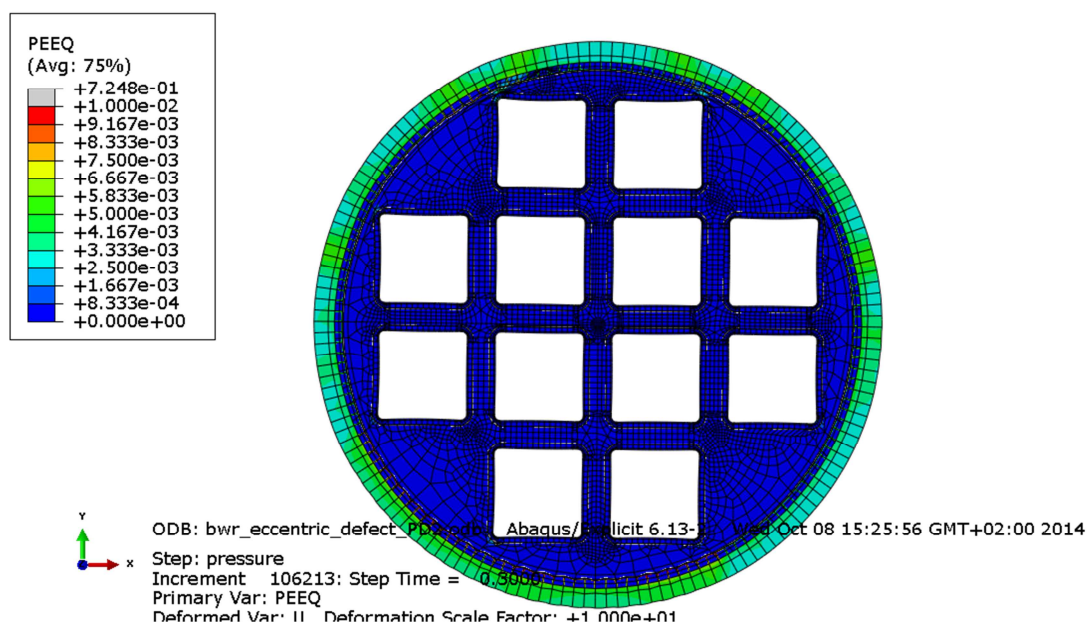 PEEQ
(Avg: 75%)
+7.248e-01
+1.000e-02
+9.167e-03
+8.333e-03
+7.500e-03
+6.667e-03
+5.833e-03
+5.000e-03
+4.167e-03
+3.333e-03
+2.500e-03
+1.667e-03
+8.333e-04
+0.000e+00
Y
X
ODB: Abaqus/Explicit Wed Oct 08 15:25:56 GMT+02:00 2014
Step: pressure
Increment 106213: Step Time = 0.3000
Primary Var: PEEQ
Deformed Var: U Deformation Scale Factor: +1.000e+01